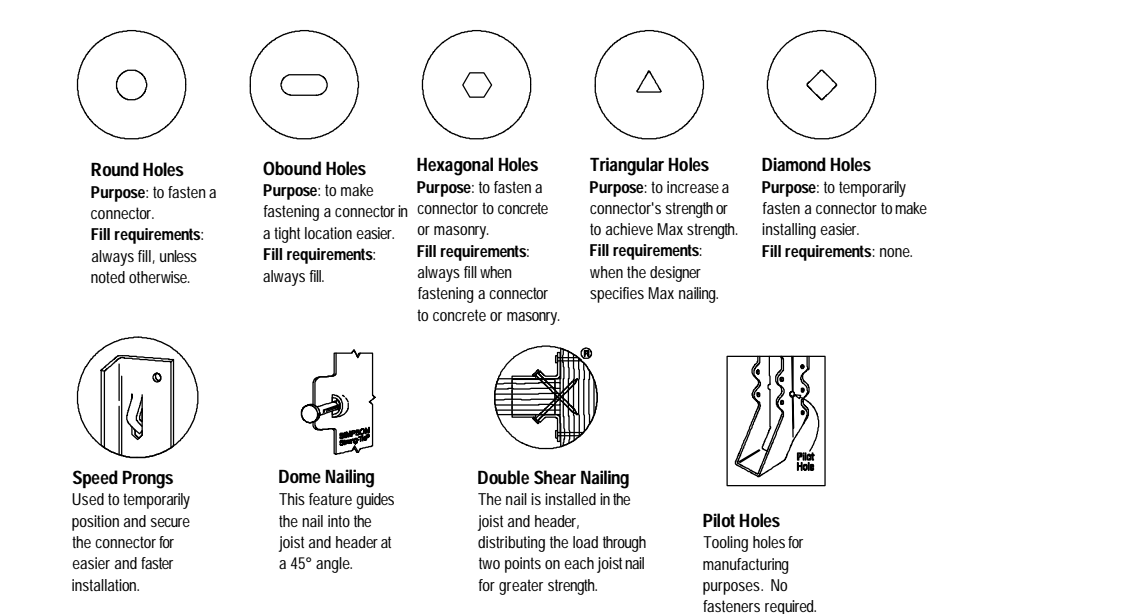 Round Holes
Purpose: to fasten a
connector.
Fill requirements:
always fill, unless
noted otherwise.
Obound Holes
Purpose: to make
fastening a connector in
a tight location easier.
Fill requirements:
always fill.
Hexagonal Holes
Purpose: to fasten a
connector to concrete
or masonry.
Fill requirements:
always fill when
fastening a connector
to concrete or masonry.
Triangular Holes
Purpose: to increase a
connector's strength or
to achieve Max strength.
Fill requirements:
when the designer
specifies Max nailing.
Diamond Holes
Purpose: to temporarily
fasten a connector to make
installing easier.
Fill requirements: none.
Speed Prongs
Used to temporarily
position and secure
the connector for
easier and faster
installation.
SIMPSON
Strong-Tie®
Dome Nailing
This feature guides
the nail into the
joist and header at
a 45° angle.
®
Double Shear Nailing
The nail is installed in the
joist and header,
distributing the load through
two points on each joist nail
for greater strength.
Pilot
Hole
Pilot Holes
Tooling holes for
manufacturing
purposes. No
fasteners required.